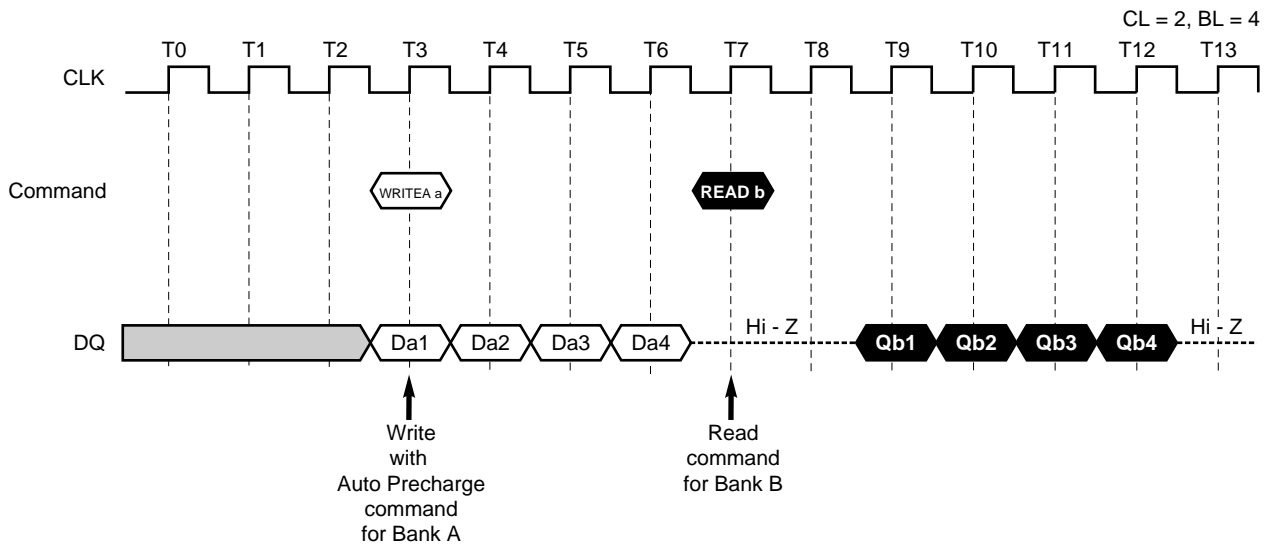 CL = 2, BL = 4
T0 T1 T2 T3 T4 T5 T6 T7 T8 T9 T10 T11 T12 T13
CLK
Command WRITEA a READ b
Hi - Z Hi - Z
DQ Da1 Da2 Da3 Da4 Qb1 Qb2 Qb3 Qb4
Write
with
Auto Precharge
command
for Bank A
Read
command
for Bank B